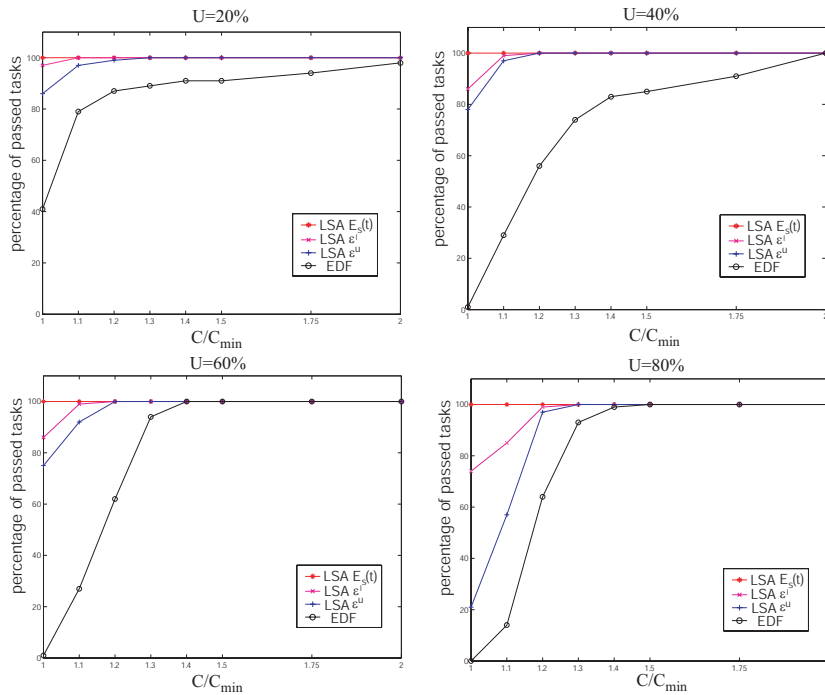 U=20%
percentage of passed tasks
100
80
60
40
20
0
LSA E_s(t)
LSA ε^l
LSA ε^u
EDF
1 1.1 1.2 1.3 1.4 1.5 1.75 2
C/C_min
U=40%
percentage of passed tasks
100
80
60
40
20
0
LSA E_s(t)
LSA ε^l
LSA ε^u
EDF
1 1.1 1.2 1.3 1.4 1.5 1.75 2
C/C_min
U=60%
percentage of passed tasks
100
80
60
40
20
0
LSA E_s(t)
LSA ε^l
LSA ε^u
EDF
1 1.1 1.2 1.3 1.4 1.5 1.75 2
C/C_min
U=80%
percentage of passed tasks
100
80
60
40
20
0
LSA E_s(t)
LSA ε^l
LSA ε^u
EDF
1 1.1 1.2 1.3 1.4 1.5 1.75 2
C/C_min